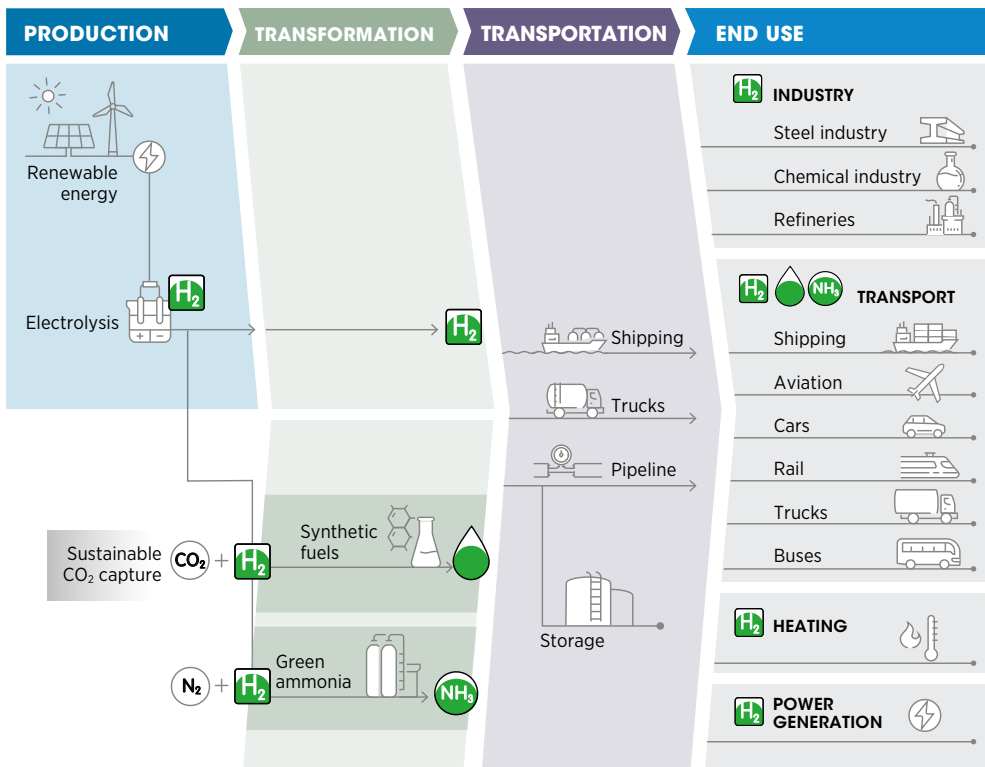 PRODUCTION
TRANSFORMATION
TRANSPORTATION
END USE
Renewable
energy
H₂
Electrolysis
+ −
H₂
Sustainable
CO₂ capture
CO₂ + H₂
Synthetic
fuels
N₂ + H₂
Green
ammonia
NH₃
Shipping
Trucks
Pipeline
Storage
H₂ INDUSTRY
Steel industry
Chemical industry
Refineries
H₂ NH₃ TRANSPORT
Shipping
Aviation
Cars
Rail
Trucks
Buses
H₂ HEATING
H₂ POWER
GENERATION